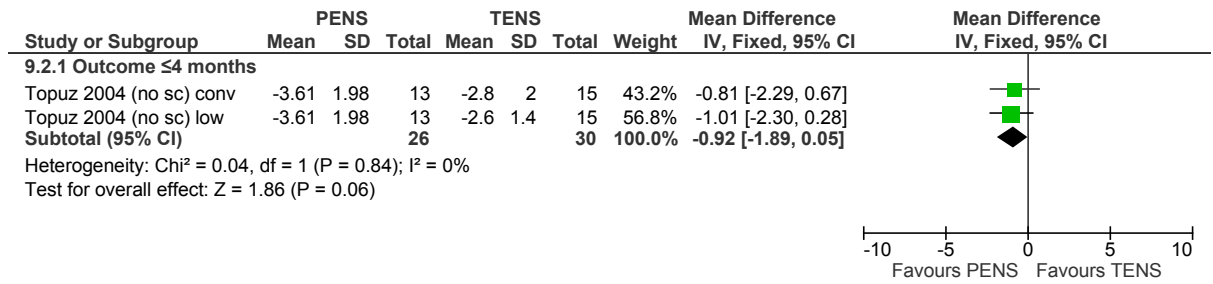 PENS TENS Mean Difference Mean Difference
Study or Subgroup Mean SD Total Mean SD Total Weight IV, Fixed, 95% CI IV, Fixed, 95% CI
9.2.1 Outcome ≤4 months
Topuz 2004 (no sc) conv -3.61 1.98 13 -2.8 2 15 43.2% -0.81 [-2.29, 0.67]
Topuz 2004 (no sc) low -3.61 1.98 13 -2.6 1.4 15 56.8% -1.01 [-2.30, 0.28]
Subtotal (95% CI) 26 30 100.0% -0.92 [-1.89, 0.05]
Heterogeneity: Chi² = 0.04, df = 1 (P = 0.84); I² = 0%
Test for overall effect: Z = 1.86 (P = 0.06)
-10 -5 0 5 10
Favours PENS Favours TENS